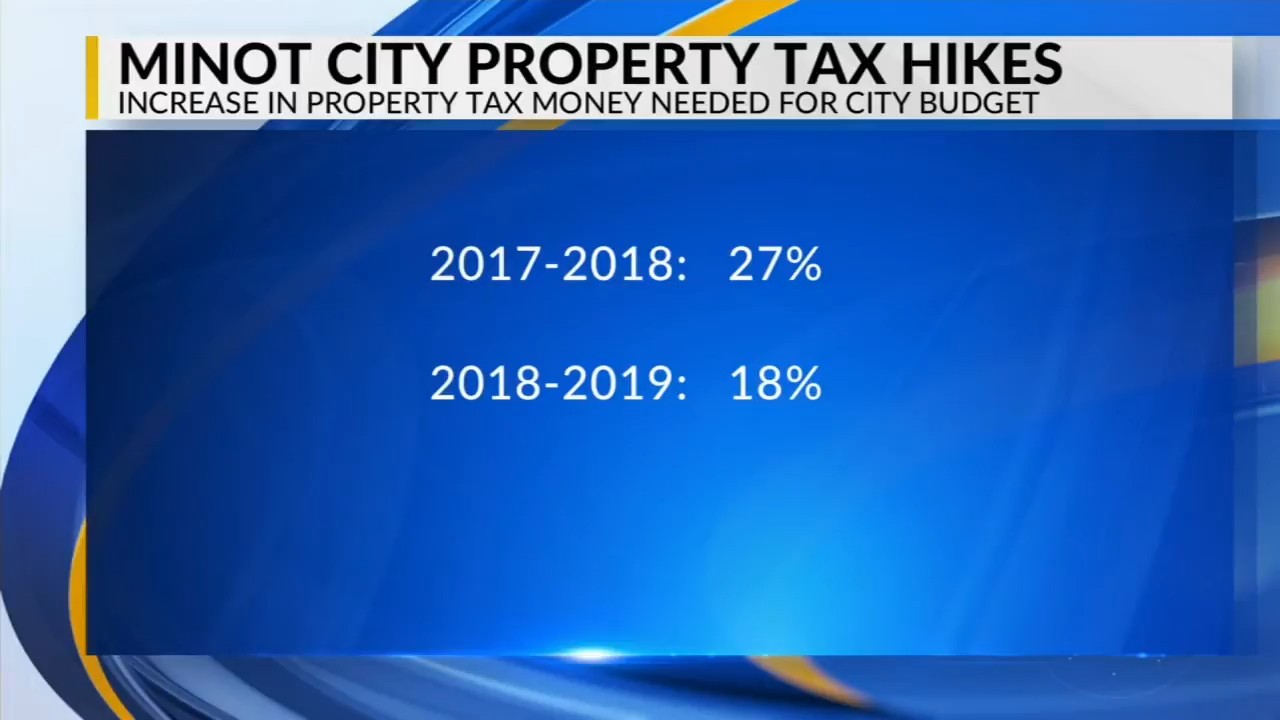 MINOT CITY PROPERTY TAX HIKES
INCREASE IN PROPERTY TAX MONEY NEEDED FOR CITY BUDGET
2017-2018: 27%
2018-2019: 18%